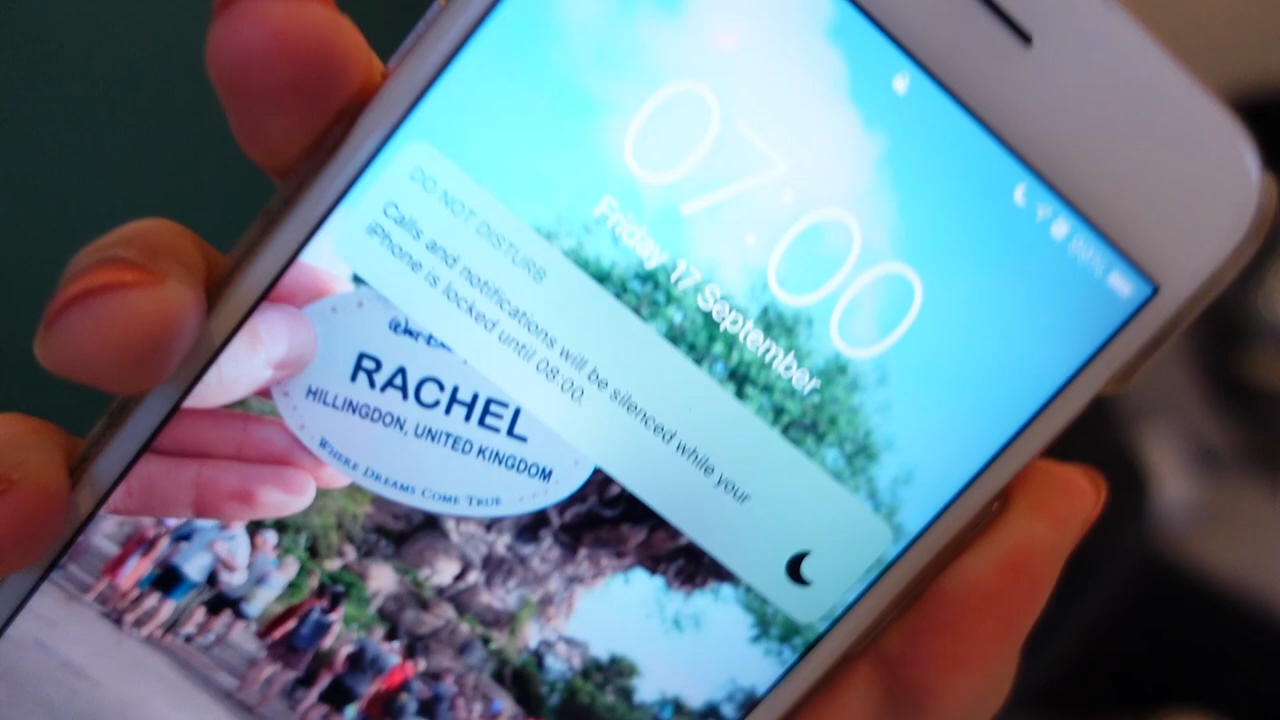 07:00
Friday 17 September
DO NOT DISTURB
Calls and notifications will be silenced while your
iPhone is locked until 08:00.
RACHEL
HILLINGDON, UNITED KINGDOM
WHERE DREAMS COME TRUE